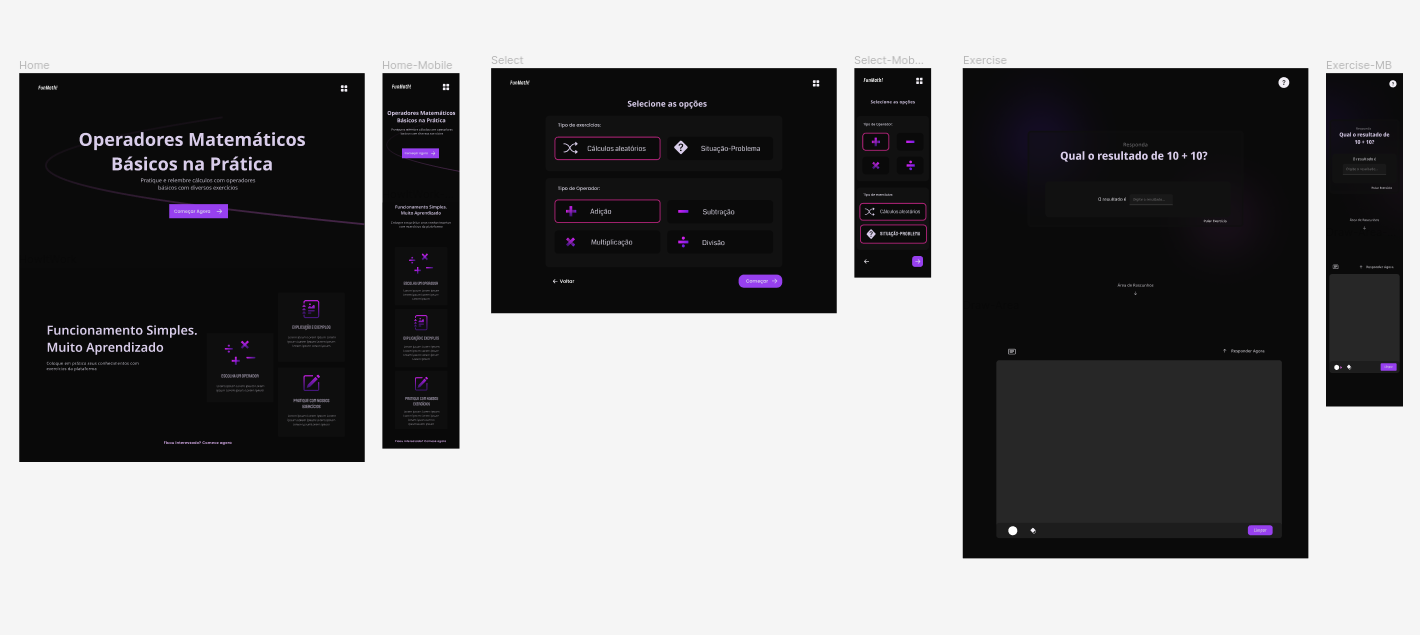 Home
FunMath!
Operadores Matemáticos
Básicos na Prática
Pratique e relembre cálculos com operadores
básicos com diversos exercícios
Começar Agora
Funcionamento Simples.
Muito Aprendizado
Coloque em prática seus conhecimentos com
exercícios da plataforma
ESCOLHA UM OPERADOR
EXPLICAÇÃO E EXEMPLOS
PRATIQUE COM NOSSOS
EXERCÍCIOS
Ficou interessado? Comece agora
Home-Mobile
FunMath!
Operadores Matemáticos
Básicos na Prática
Começar Agora
Funcionamento Simples.
Muito Aprendizado
ESCOLHA UM OPERADOR
EXPLICAÇÃO E EXEMPLOS
PRATIQUE COM NOSSOS
EXERCÍCIOS
Ficou interessado? Comece agora
Select
FunMath!
Selecione as opções
Tipo de exercícios:
Cálculos aleatórios
Situação-Problema
Tipo de Operador:
Adição
Subtração
Multiplicação
Divisão
Voltar
Começar
Select-Mob...
FunMath!
Selecione as opções
Tipo de Operador:
Tipo de exercícios:
Cálculos aleatórios
SITUAÇÃO-PROBLEMA
Exercise
?
Responda
Qual o resultado de 10 + 10?
O resultado é
Digite o resultado...
Pular Exercício
Área de Rascunhos
Responder Agora
Limpar
Exercise-MB
?
Responda
Qual o resultado de
10 + 10?
O resultado é
Digite o resultado...
Pular Exercício
Área de Rascunhos
Responder Agora
Limpar